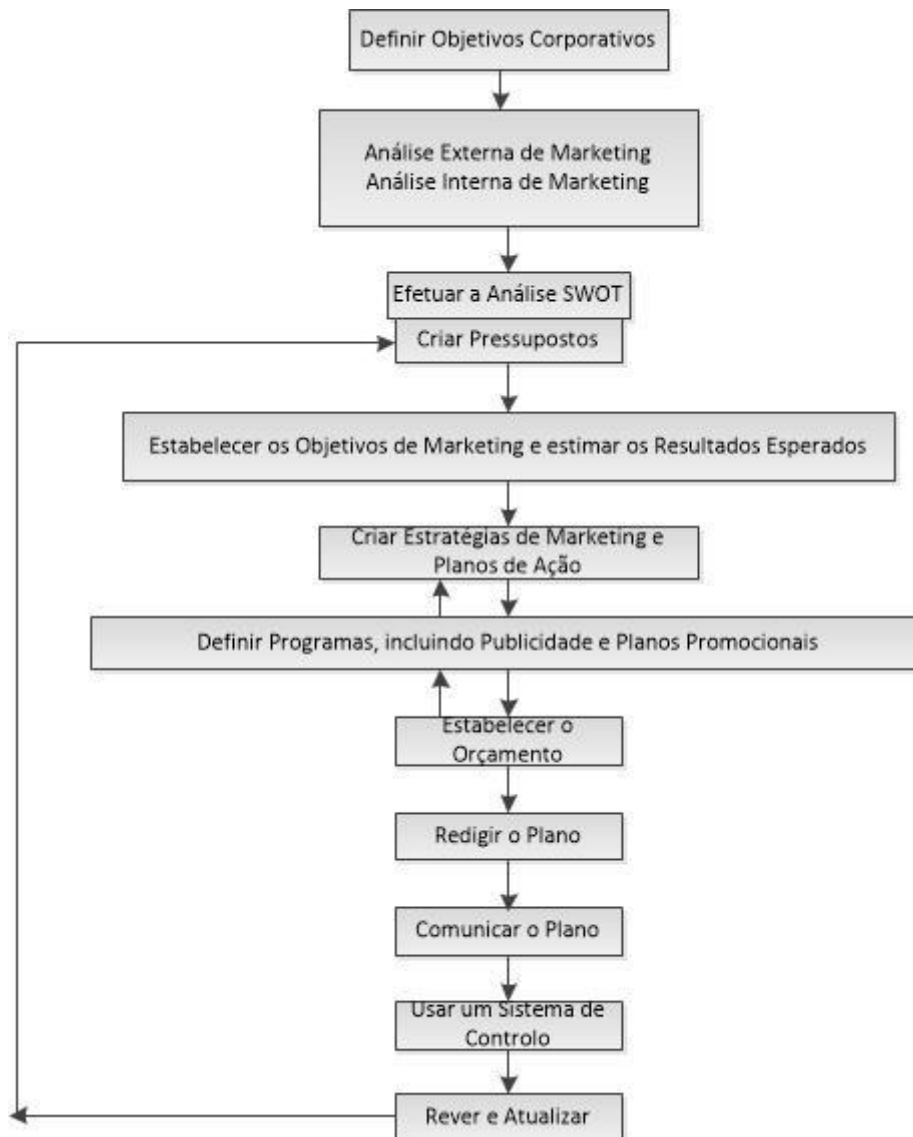 Definir Objetivos Corporativos
Análise Externa de Marketing
Análise Interna de Marketing
Efetuar a Análise SWOT
Criar Pressupostos
Estabelecer os Objetivos de Marketing e estimar os Resultados Esperados
Criar Estratégias de Marketing e
Planos de Ação
Definir Programas, incluindo Publicidade e Planos Promocionais
Estabelecer o
Orçamento
Redigir o Plano
Comunicar o Plano
Usar um Sistema de
Controlo
Rever e Atualizar